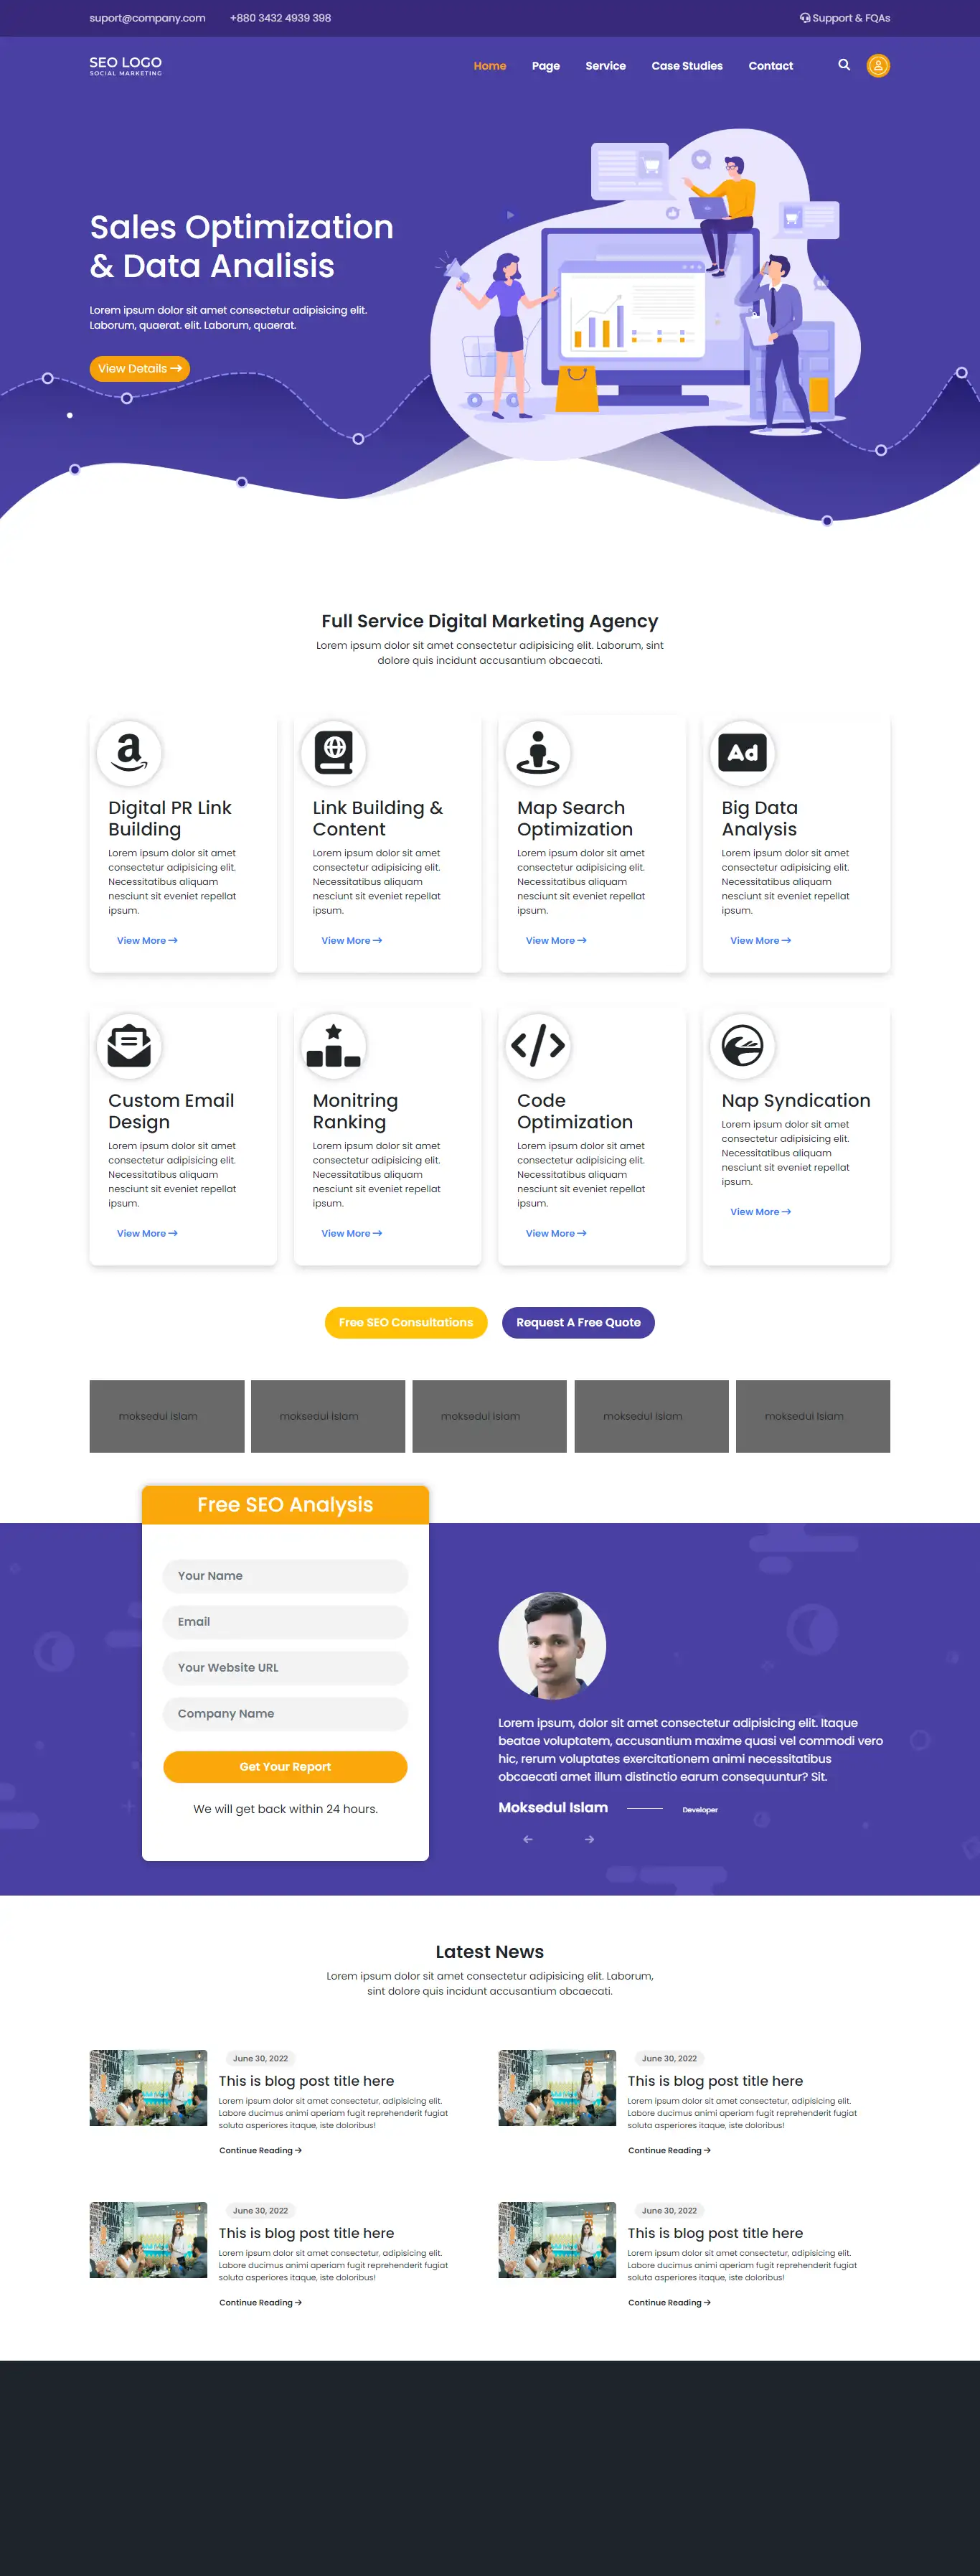 suport@company.com +880 3432 4939 398 Support & FQAs
SEO LOGO
SOCIAL MARKETING
Home Page Service Case Studies Contact
Sales Optimization
& Data Analisis
Lorem ipsum dolor sit amet consectetur adipisicing elit.
Laborum, quaerat. elit. Laborum, quaerat.
View Details
Full Service Digital Marketing Agency
Lorem ipsum dolor sit amet consectetur adipisicing elit. Laborum, sint
dolore quis incidunt accusantium obcaecati.
Digital PR Link
Building
Lorem ipsum dolor sit amet
consectetur adipisicing elit.
Necessitatibus aliquam
nesciunt sit eveniet repellat
ipsum.
View More
Link Building &
Content
Lorem ipsum dolor sit amet
consectetur adipisicing elit.
Necessitatibus aliquam
nesciunt sit eveniet repellat
ipsum.
View More
Map Search
Optimization
Lorem ipsum dolor sit amet
consectetur adipisicing elit.
Necessitatibus aliquam
nesciunt sit eveniet repellat
ipsum.
View More
Ad
Big Data
Analysis
Lorem ipsum dolor sit amet
consectetur adipisicing elit.
Necessitatibus aliquam
nesciunt sit eveniet repellat
ipsum.
View More
Custom Email
Design
Lorem ipsum dolor sit amet
consectetur adipisicing elit.
Necessitatibus aliquam
nesciunt sit eveniet repellat
ipsum.
View More
Monitring
Ranking
Lorem ipsum dolor sit amet
consectetur adipisicing elit.
Necessitatibus aliquam
nesciunt sit eveniet repellat
ipsum.
View More
Code
Optimization
Lorem ipsum dolor sit amet
consectetur adipisicing elit.
Necessitatibus aliquam
nesciunt sit eveniet repellat
ipsum.
View More
Nap Syndication
Lorem ipsum dolor sit amet
consectetur adipisicing elit.
Necessitatibus aliquam
nesciunt sit eveniet repellat
ipsum.
View More
Free SEO Consultations Request A Free Quote
moksedul islam moksedul islam moksedul islam moksedul islam moksedul islam
Free SEO Analysis
Your Name
Email
Your Website URL
Company Name
Get Your Report
We will get back within 24 hours.
Lorem ipsum, dolor sit amet consectetur adipisicing elit. Itaque
beatae voluptatem, accusantium maxime quasi vel commodi vero
hic, rerum voluptates exercitationem animi necessitatibus
obcaecati amet illum distinctio earum consequuntur? Sit.
Moksedul Islam Developer
Latest News
Lorem ipsum dolor sit amet consectetur adipisicing elit. Laborum,
sint dolore quis incidunt accusantium obcaecati.
June 30, 2022
This is blog post title here
Lorem ipsum dolor sit amet consectetur, adipisicing elit.
Labore ducimus animi aperiam fugit reprehenderit fugiat
soluta asperiores itaque, iste doloribus!
Continue Reading
June 30, 2022
This is blog post title here
Lorem ipsum dolor sit amet consectetur, adipisicing elit.
Labore ducimus animi aperiam fugit reprehenderit fugiat
soluta asperiores itaque, iste doloribus!
Continue Reading
June 30, 2022
This is blog post title here
Lorem ipsum dolor sit amet consectetur, adipisicing elit.
Labore ducimus animi aperiam fugit reprehenderit fugiat
soluta asperiores itaque, iste doloribus!
Continue Reading
June 30, 2022
This is blog post title here
Lorem ipsum dolor sit amet consectetur, adipisicing elit.
Labore ducimus animi aperiam fugit reprehenderit fugiat
soluta asperiores itaque, iste doloribus!
Continue Reading